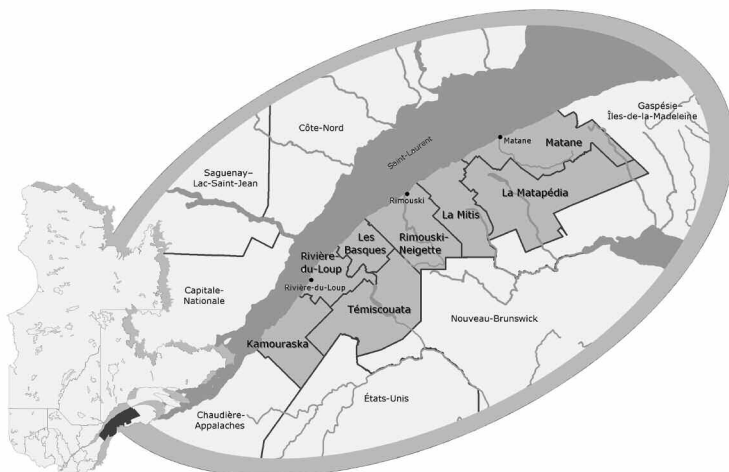 Gaspésie-
Îles-de-la-Madeleine
Côte-Nord
Matane
Matane
Saint-Laurent
Saguenay–
Lac-Saint-Jean
La Matapédia
Rimouski
La Mitis
Les
Basques
Rimouski-
Neigette
Rivière-
du-Loup
Rivière-du-Loup
Capitale-
Nationale
Témiscouata
Nouveau-Brunswick
Kamouraska
États-Unis
Chaudière-
Appalaches